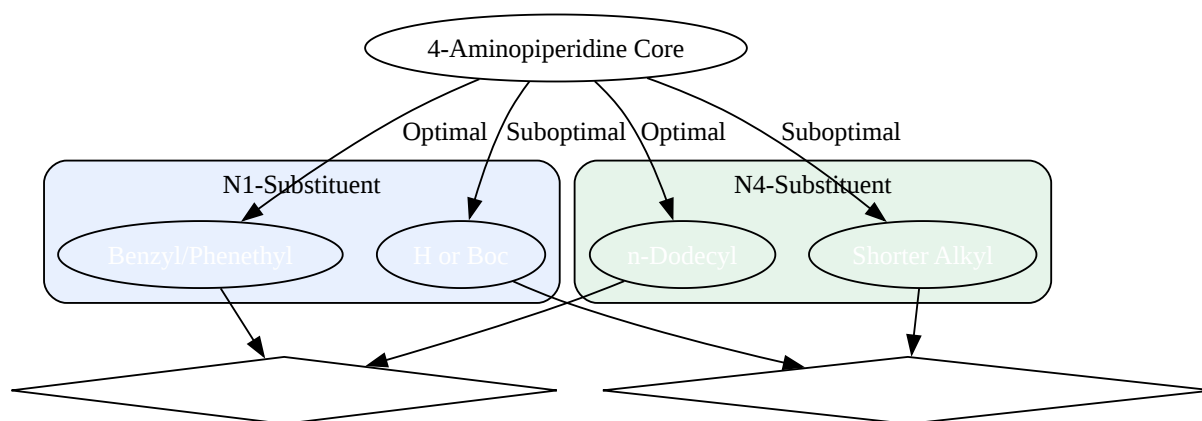 4-Aminopiperidine Core
Optimal
Suboptimal
Optimal
Suboptimal
N1-Substituent
N4-Substituent
Benzyl/Phenethyl
H or Boc
n-Dodecyl
Shorter Alkyl